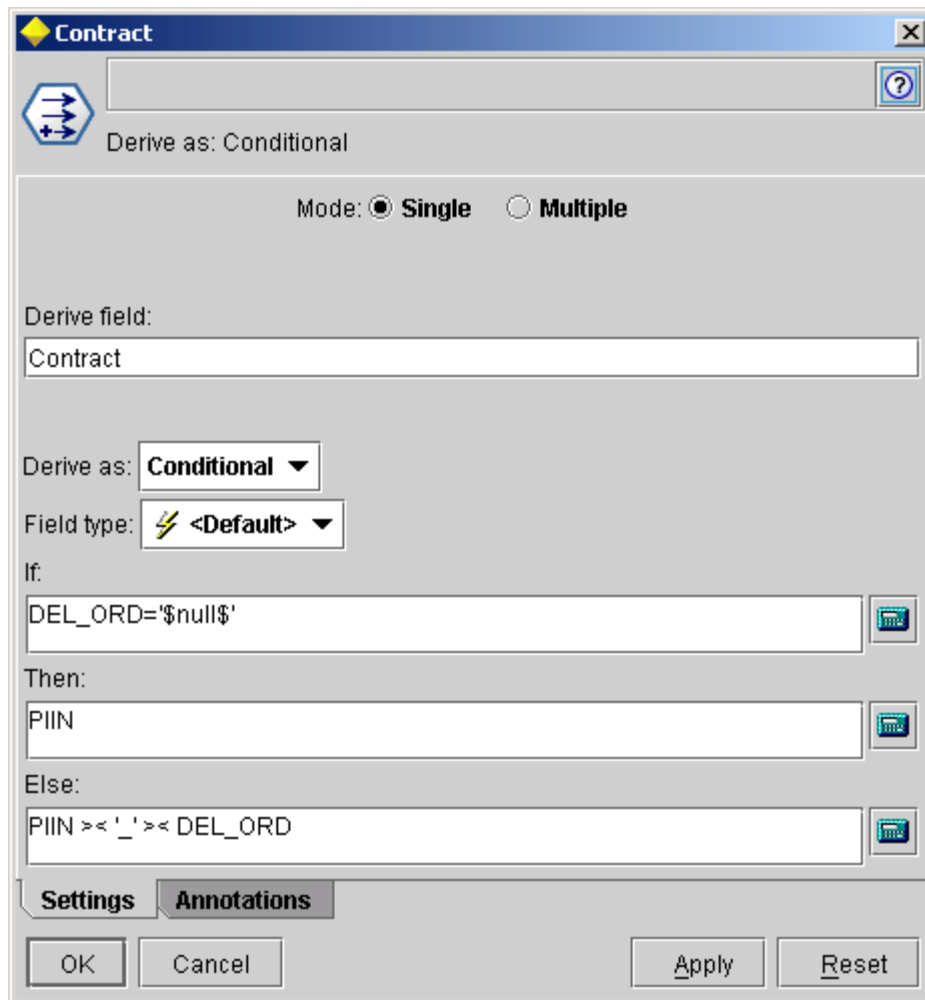 Contract
Derive as: Conditional
Mode: Single Multiple
Derive field:
Contract
Derive as: Conditional
Field type: <Default>
If:
DEL_ORD='$null$'
Then:
PIIN
Else:
PIIN >< '_' >< DEL_ORD
Settings Annotations
OK Cancel Apply Reset